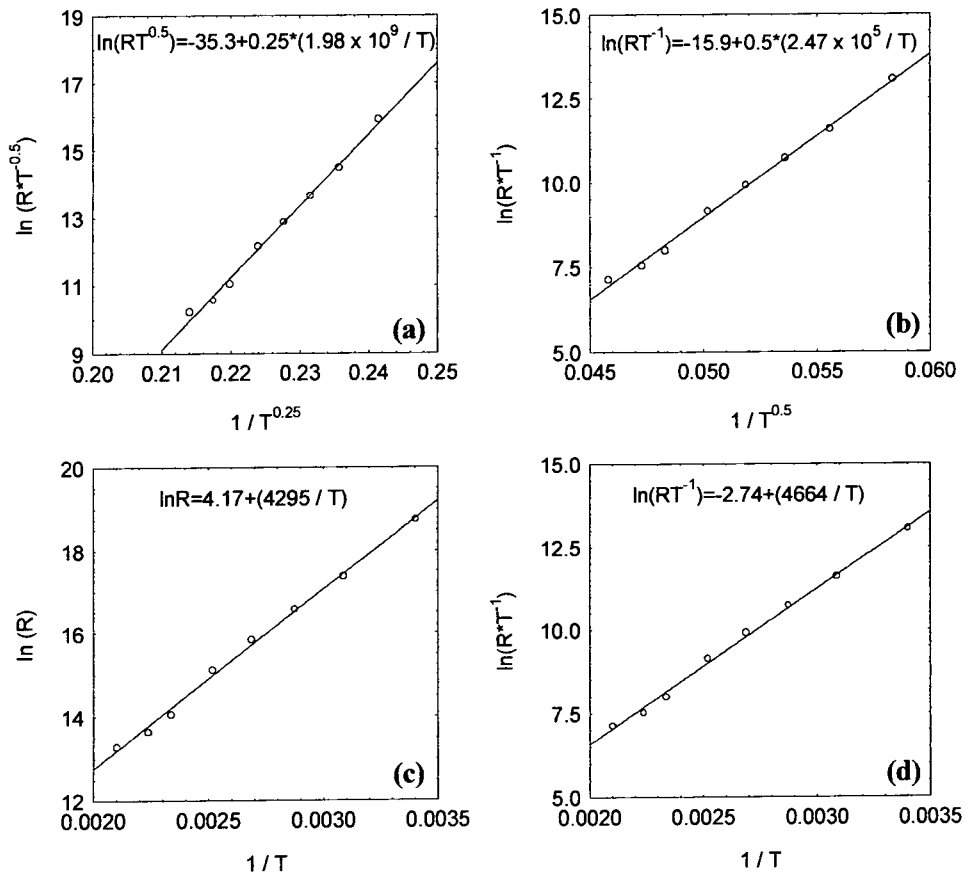 ln(RT^0.5)=-35.3+0.25*(1.98 x 10^9 / T)
19
17
15
13
11
9
ln (R*T^-0.5)
(a)
0.20 0.21 0.22 0.23 0.24 0.25
1 / T^0.25
ln(RT^-1)=-15.9+0.5*(2.47 x 10^5 / T)
15.0
12.5
10.0
7.5
5.0
ln(R*T^-1)
(b)
0.045 0.050 0.055 0.060
1 / T^0.5
lnR=4.17+(4295 / T)
20
18
16
14
12
ln (R)
(c)
0.0020 0.0025 0.0030 0.0035
1 / T
ln(RT^-1)=-2.74+(4664 / T)
15.0
12.5
10.0
7.5
5.0
ln(R*T^-1)
(d)
0.0020 0.0025 0.0030 0.0035
1 / T